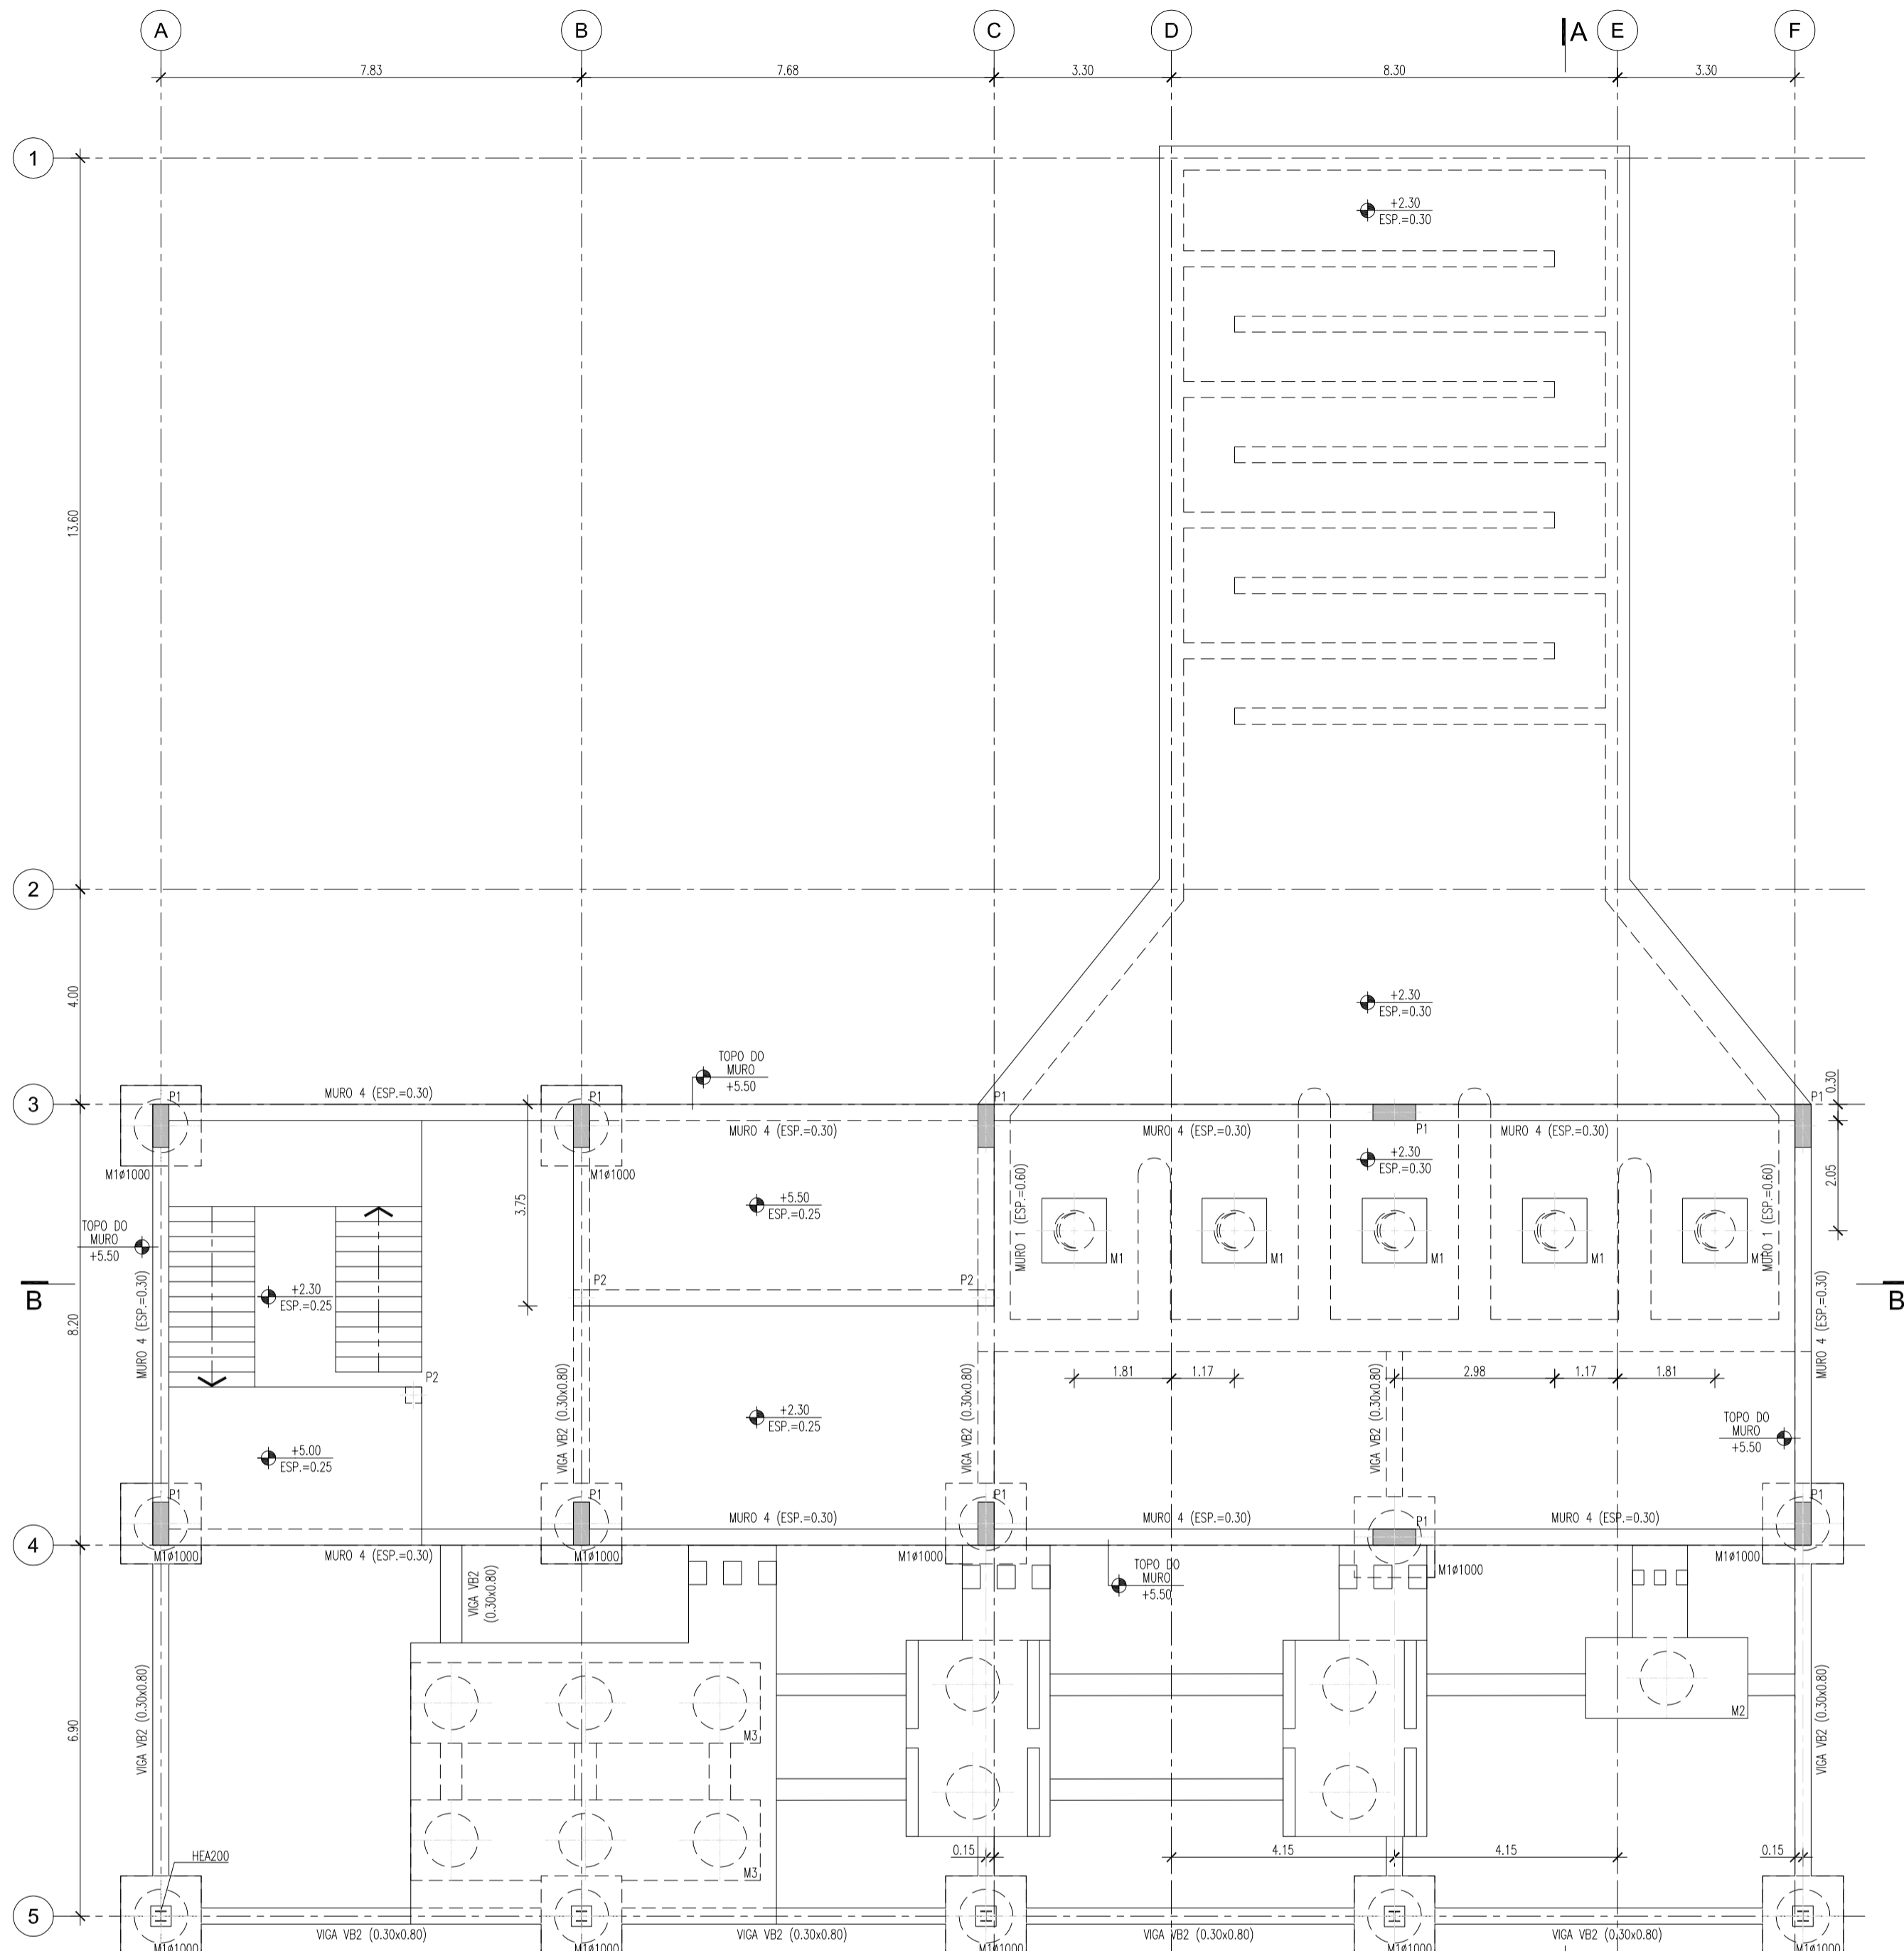 A
B
C
D
A
E
F
7.83
7.68
3.30
8.30
3.30
1
+2.30
ESP.=0.30
13.60
2
4.00
+2.30
ESP.=0.30
TOPO DO
MURO
+5.50
3
P1
MURO 4 (ESP.=0.30)
P1
P1
P1
0.30
MURO 4 (ESP.=0.30)
MURO 4 (ESP.=0.30)
P1
MURO 4 (ESP.=0.30)
M1ø1000
M1ø1000
+2.30
ESP.=0.30
3.75
+5.50
ESP.=0.25
MURO 1 (ESP.=0.60)
MURO 1 (ESP.=0.60)
2.05
TOPO DO
MURO
+5.50
M1
M1
M1
M1
M1
B
+2.30
ESP.=0.25
P2
P2
B
8.20
MURO 4 (ESP.=0.30)
MURO 4 (ESP.=0.30)
P2
1.81
1.17
2.98
1.17
1.81
VIGA VB2 (0.30x0.80)
VIGA VB2 (0.30x0.80)
VIGA VB2 (0.30x0.80)
+2.30
ESP.=0.25
TOPO DO
MURO
+5.50
+5.00
ESP.=0.25
P1
P1
P1
P1
P1
MURO 4 (ESP.=0.30)
MURO 4 (ESP.=0.30)
MURO 4 (ESP.=0.30)
4
M1ø1000
MURO 4 (ESP.=0.30)
M1ø1000
M1ø1000
M1ø1000
M1ø1000
TOPO DO
MURO
+5.50
VIGA VB2
(0.30x0.80)
6.90
VIGA VB2 (0.30x0.80)
VIGA VB2 (0.30x0.80)
M2
M3
M3
0.15
4.15
4.15
0.15
HEA200
5
VIGA VB2 (0.30x0.80)
VIGA VB2 (0.30x0.80)
VIGA VB2 (0.30x0.80)
VIGA VB2 (0.30x0.80)
M1ø1000
M1ø1000
M1ø1000
M1ø1000
M1ø1000